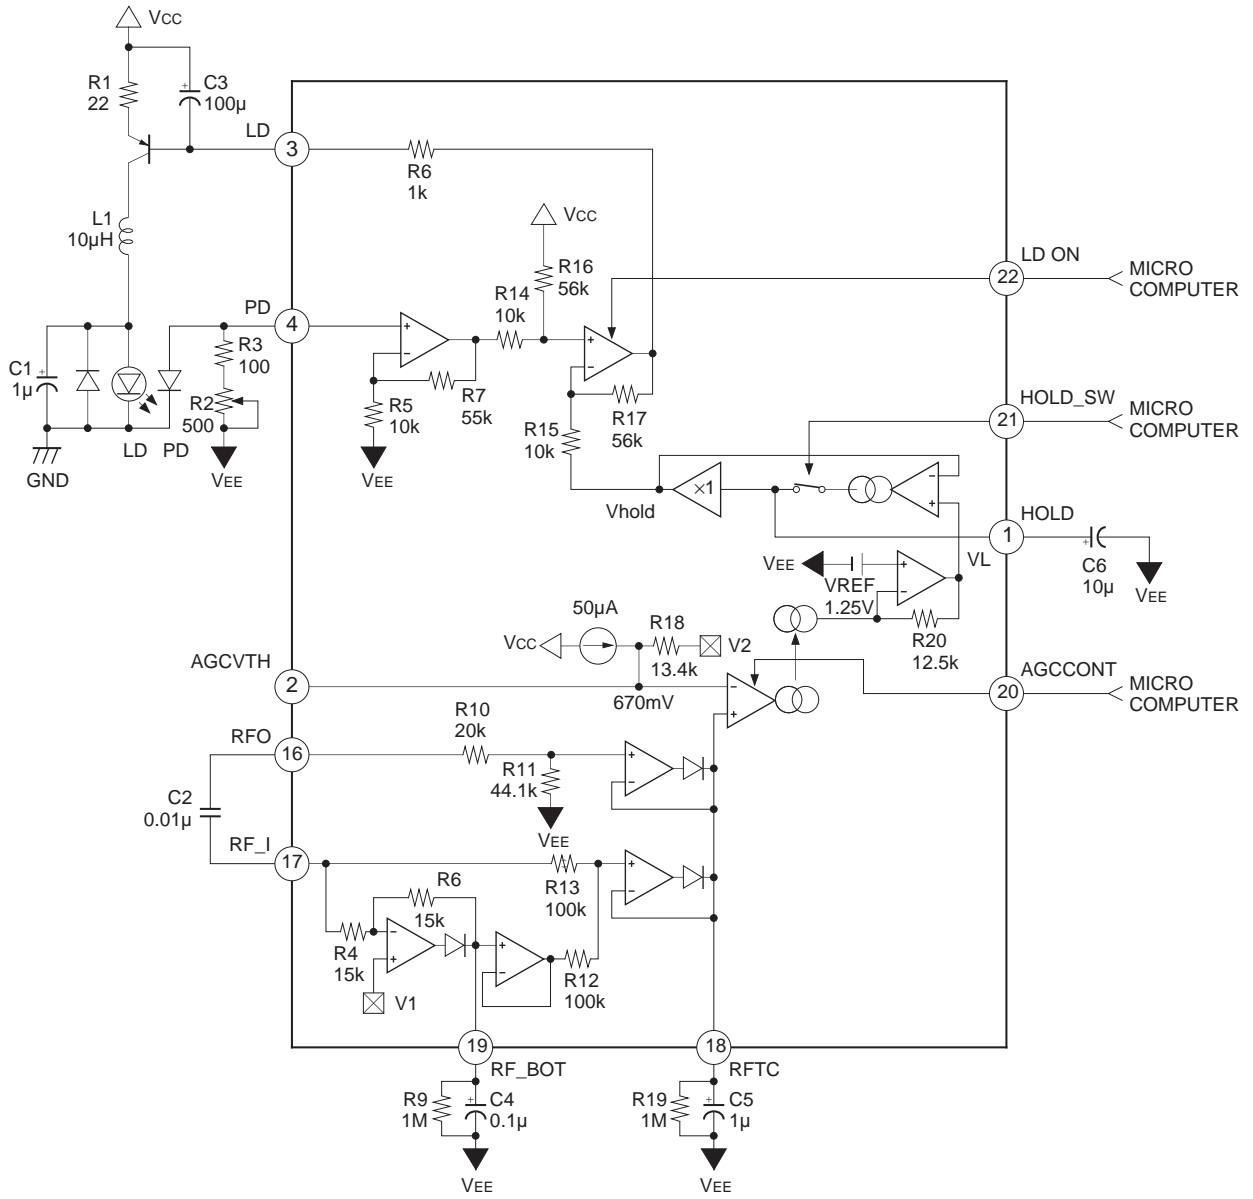 VCC
R1
22
C3
100µ
LD
3
R6
1k
L1
10µH
VCC
R16
56k
LD ON
22
MICRO
COMPUTER
PD
4
R14
10k
R3
100
C1
1µ
R2
500
R7
55k
R5
10k
R17
56k
R15
10k
HOLD_SW
21
MICRO
COMPUTER
LD PD
GND
VEE
VEE
×1
Vhold
HOLD
1
VL
C6
10µ
VEE
VEE
VREF
1.25V
50µA
R18
VCC
V2
13.4k
R20
12.5k
AGCVTH
2
670mV
AGCCONT
20
MICRO
COMPUTER
R10
20k
RFO
16
R11
44.1k
C2
0.01µ
VEE
RF_I
17
R6
15k
R13
100k
R4
15k
R12
100k
V1
19
RF_BOT
18
RFTC
R9
1M
C4
0.1µ
R19
1M
C5
1µ
VEE
VEE